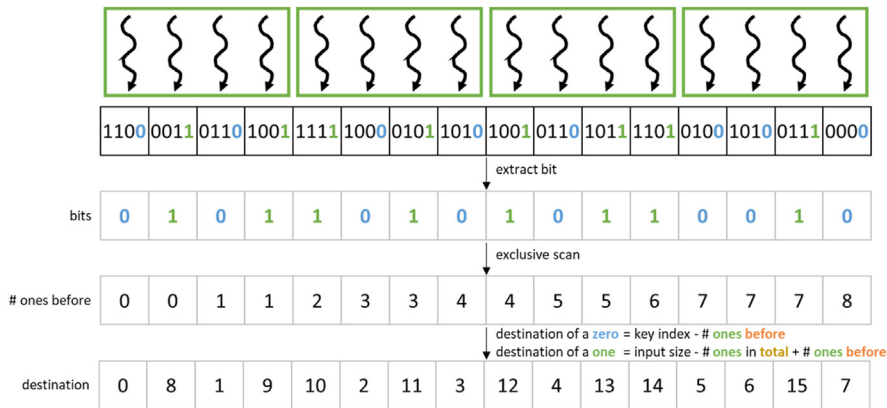 1100 0011 0110 1001 1111 1000 0101 1010 1001 0110 1011 1101 0100 1010 0111 0000
extract bit
bits 0 1 0 1 1 0 1 0 1 0 1 1 0 0 1 0
exclusive scan
# ones before 0 0 1 1 2 3 3 4 4 5 5 6 7 7 7 8
destination of a zero = key index - # ones before
destination of a one = input size - # ones in total + # ones before
destination 0 8 1 9 10 2 11 3 12 4 13 14 5 6 15 7